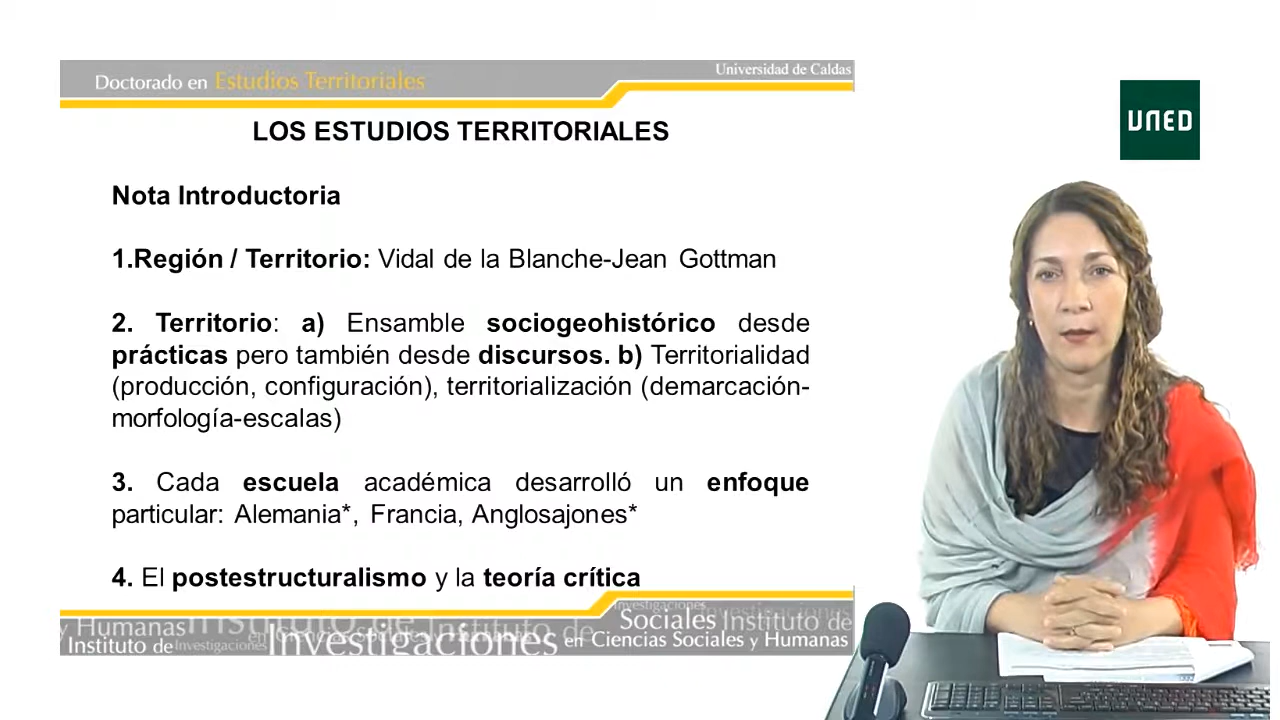 Doctorado en Estudios Territoriales
Universidad de Caldas
UNED
LOS ESTUDIOS TERRITORIALES
Nota Introductoria
1.Región / Territorio: Vidal de la Blanche-Jean Gottman
2. Territorio: a) Ensamble sociogeohistórico desde
prácticas pero también desde discursos. b) Territorialidad
(producción, configuración), territorialización (demarcación-
morfología-escalas)
3. Cada escuela académica desarrolló un enfoque
particular: Alemania*, Francia, Anglosajones*
4. El postestructuralismo y la teoría crítica
Investigaciones
y Humanas
Sociales Instituto de
Instituto de Investigaciones Investigaciones en Ciencias Sociales y Humanas